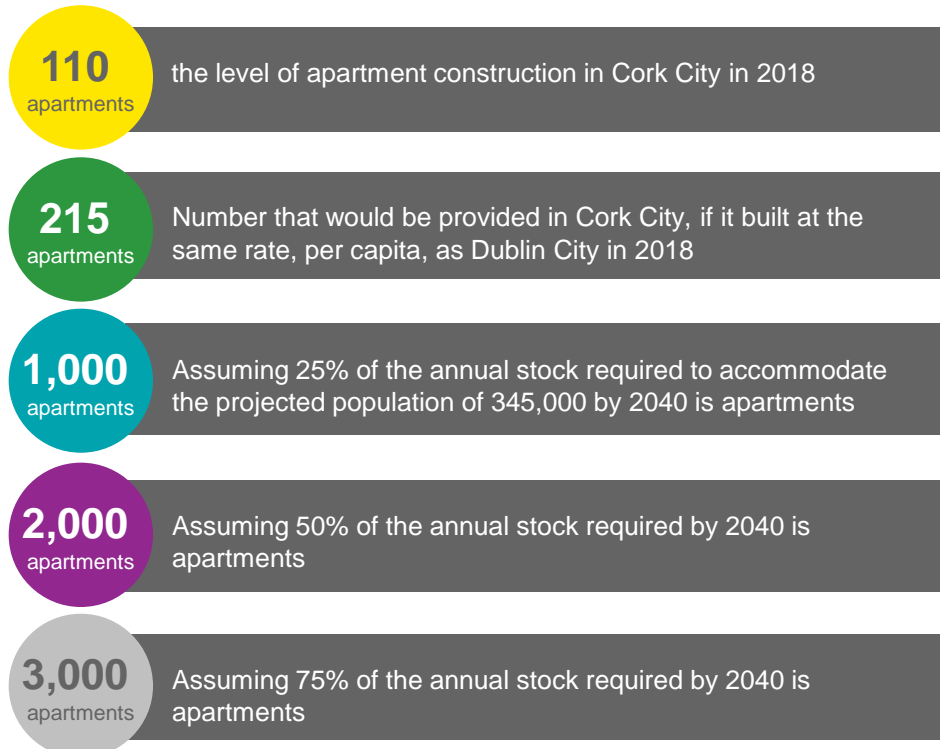 110
apartments
the level of apartment construction in Cork City in 2018
215
apartments
Number that would be provided in Cork City, if it built at the
same rate, per capita, as Dublin City in 2018
1,000
apartments
Assuming 25% of the annual stock required to accommodate
the projected population of 345,000 by 2040 is apartments
2,000
apartments
Assuming 50% of the annual stock required by 2040 is
apartments
3,000
apartments
Assuming 75% of the annual stock required by 2040 is
apartments